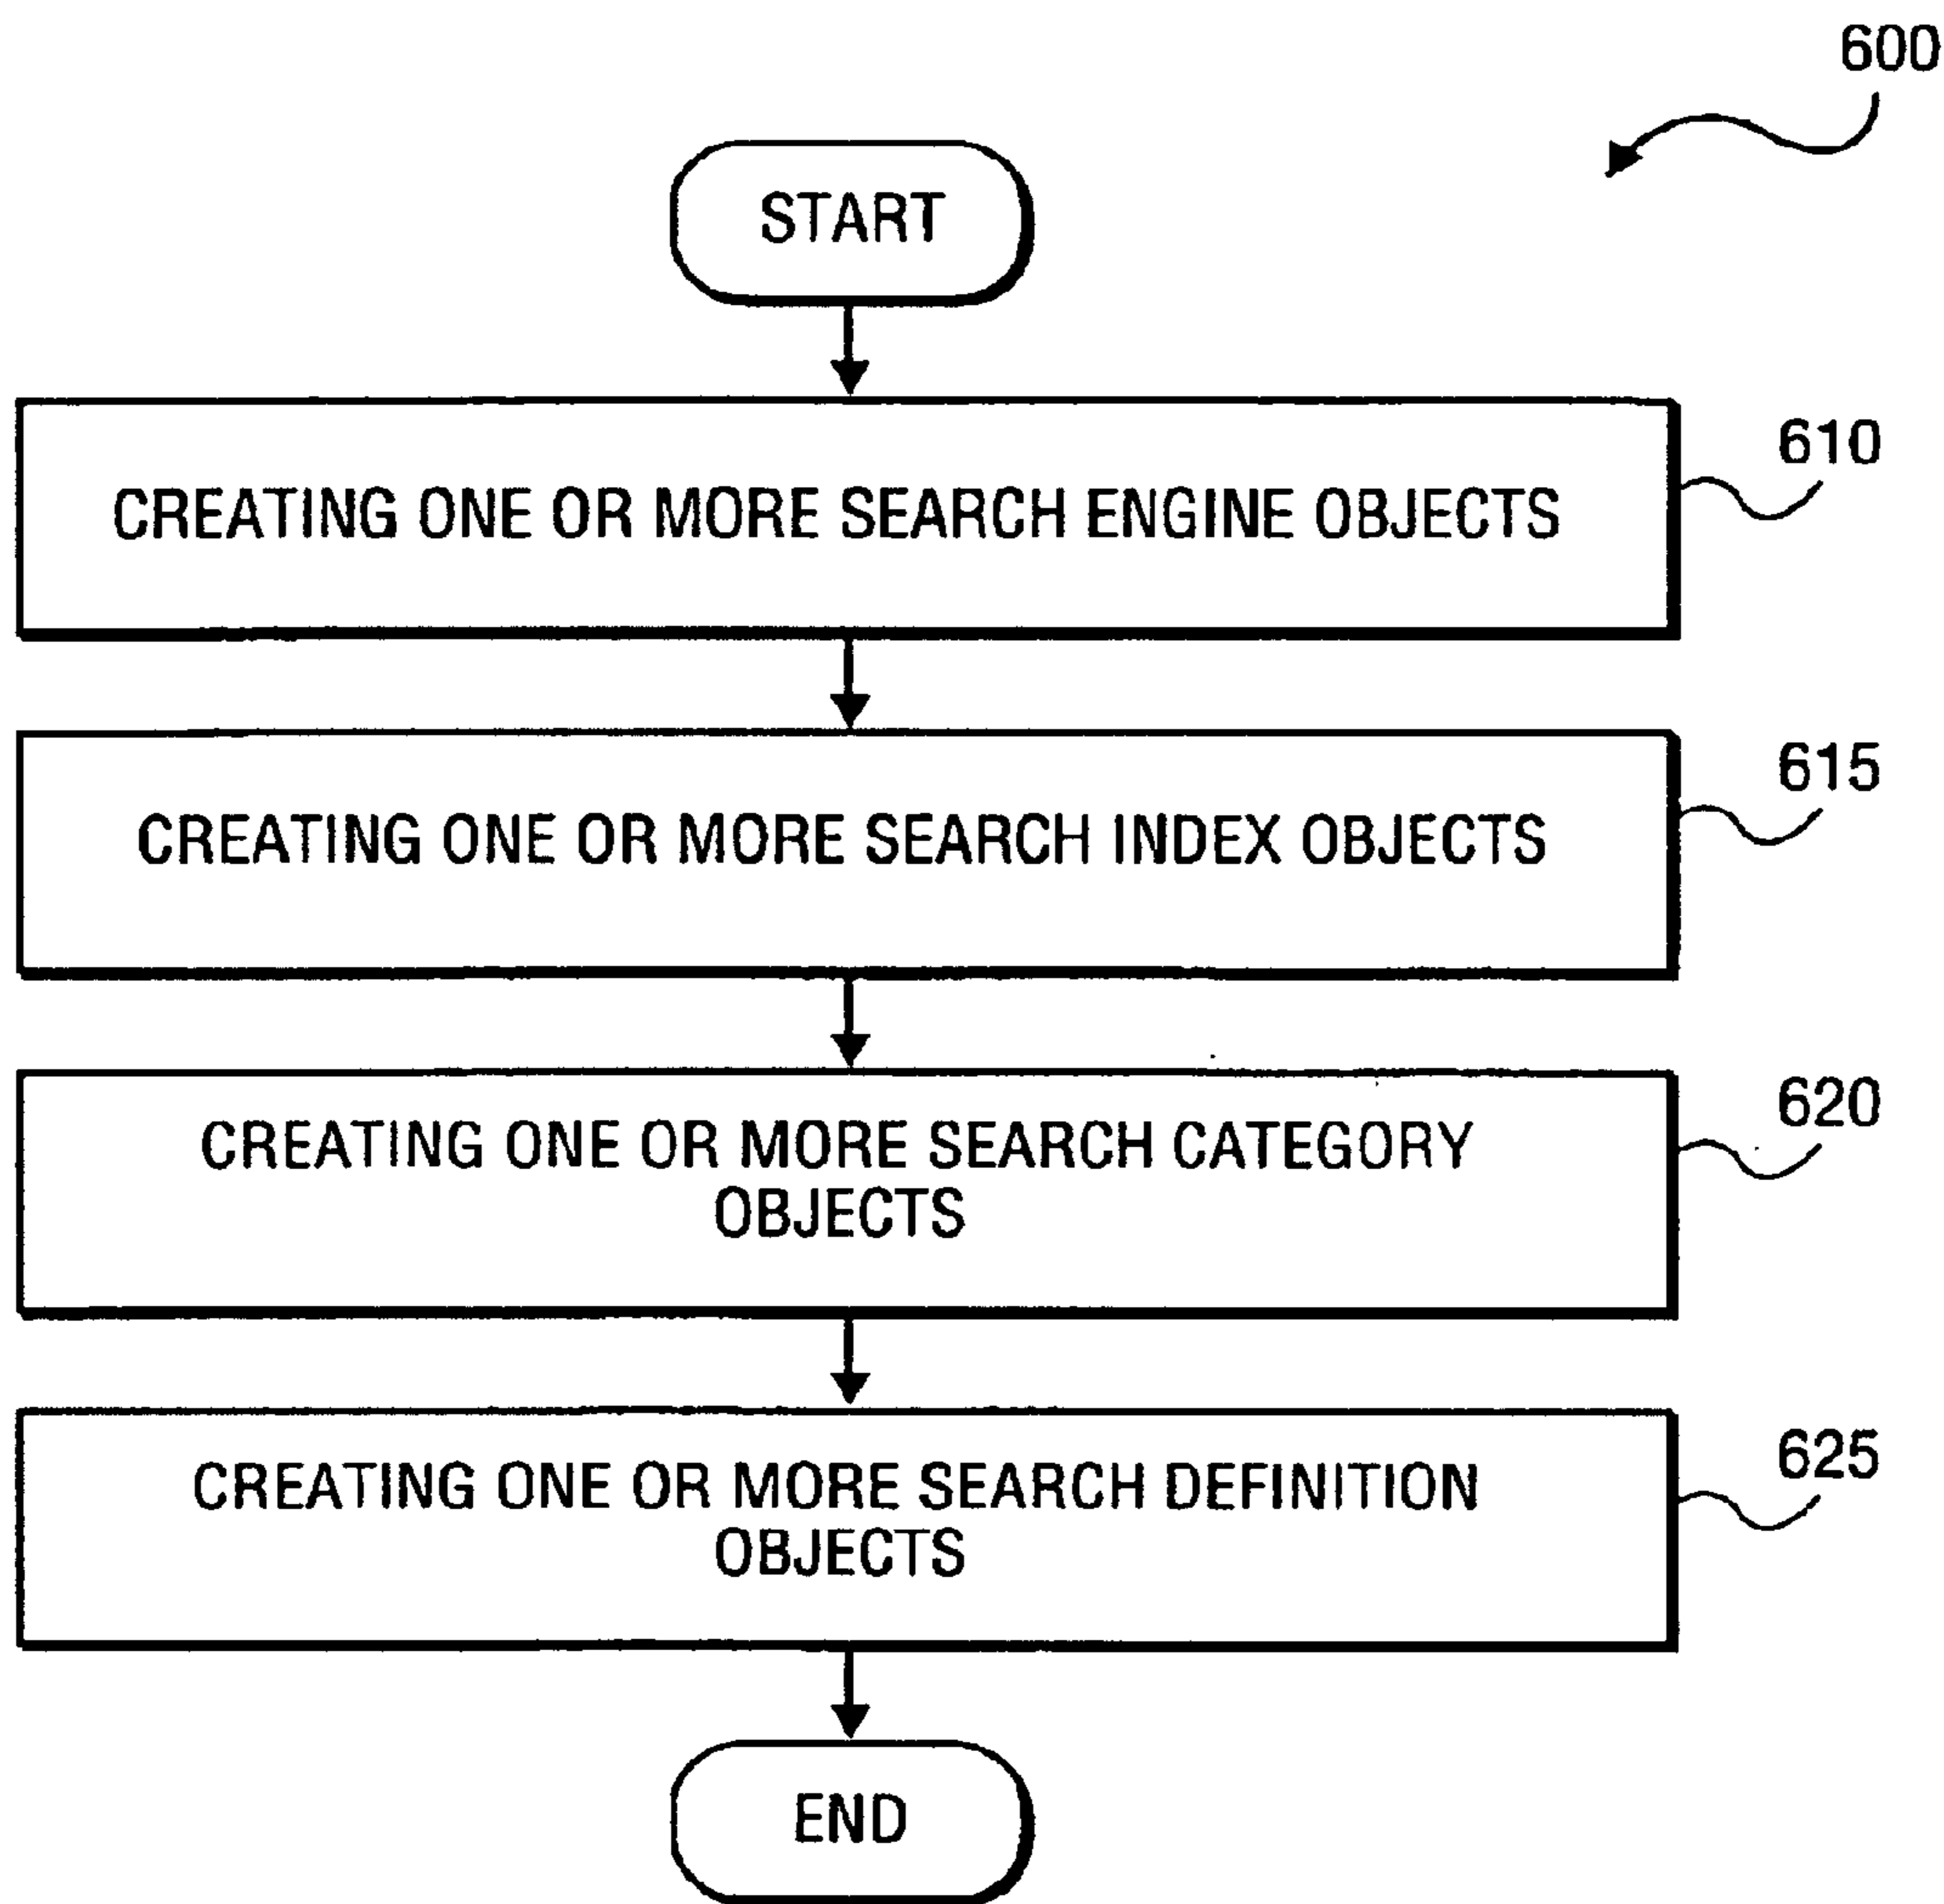 600
START
CREATING ONE OR MORE SEARCH ENGINE OBJECTS
610
CREATING ONE OR MORE SEARCH INDEX OBJECTS
615
CREATING ONE OR MORE SEARCH CATEGORY
OBJECTS
620
CREATING ONE OR MORE SEARCH DEFINITION
OBJECTS
625
END